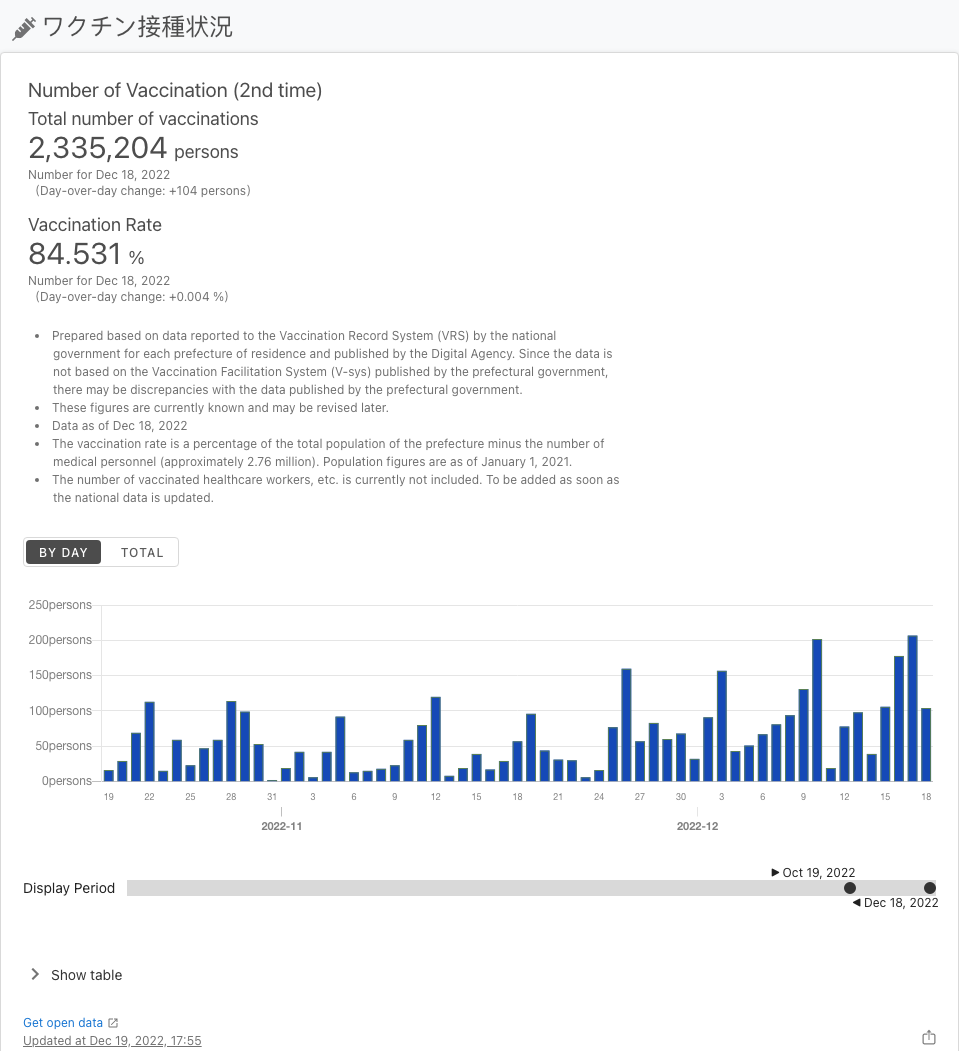 ワクチン接種状況
Number of Vaccination (2nd time)
Total number of vaccinations
2,335,204 persons
Number for Dec 18, 2022
(Day-over-day change: +104 persons)
Vaccination Rate
84.531 %
Number for Dec 18, 2022
(Day-over-day change: +0.004 %)
• Prepared based on data reported to the Vaccination Record System (VRS) by the national
government for each prefecture of residence and published by the Digital Agency. Since the data is
not based on the Vaccination Facilitation System (V-sys) published by the prefectural government,
there may be discrepancies with the data published by the prefectural government.
• These figures are currently known and may be revised later.
• Data as of Dec 18, 2022
• The vaccination rate is a percentage of the total population of the prefecture minus the number of
medical personnel (approximately 2.76 million). Population figures are as of January 1, 2021.
• The number of vaccinated healthcare workers, etc. is currently not included. To be added as soon as
the national data is updated.
BY DAY TOTAL
250persons
200persons
150persons
100persons
50persons
0persons
19 22 25 28 31 3 6 9 12 15 18 21 24 27 30 3 6 9 12 15 18
2022-11 2022-12
Oct 19, 2022
Display Period
Dec 18, 2022
Show table
Get open data
Updated at Dec 19, 2022, 17:55